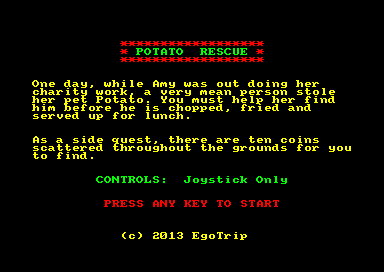 ******************
* POTATO RESCUE *
******************
One day, while Amy was out doing her
charity work, a very mean person stole
her pet Potato. You must help her find
him before he is chopped, fried and
served up for lunch.
As a side quest, there are ten coins
scattered throughout the grounds for you
to find.
CONTROLS: Joystick Only
PRESS ANY KEY TO START
(c) 2013 EgoTrip